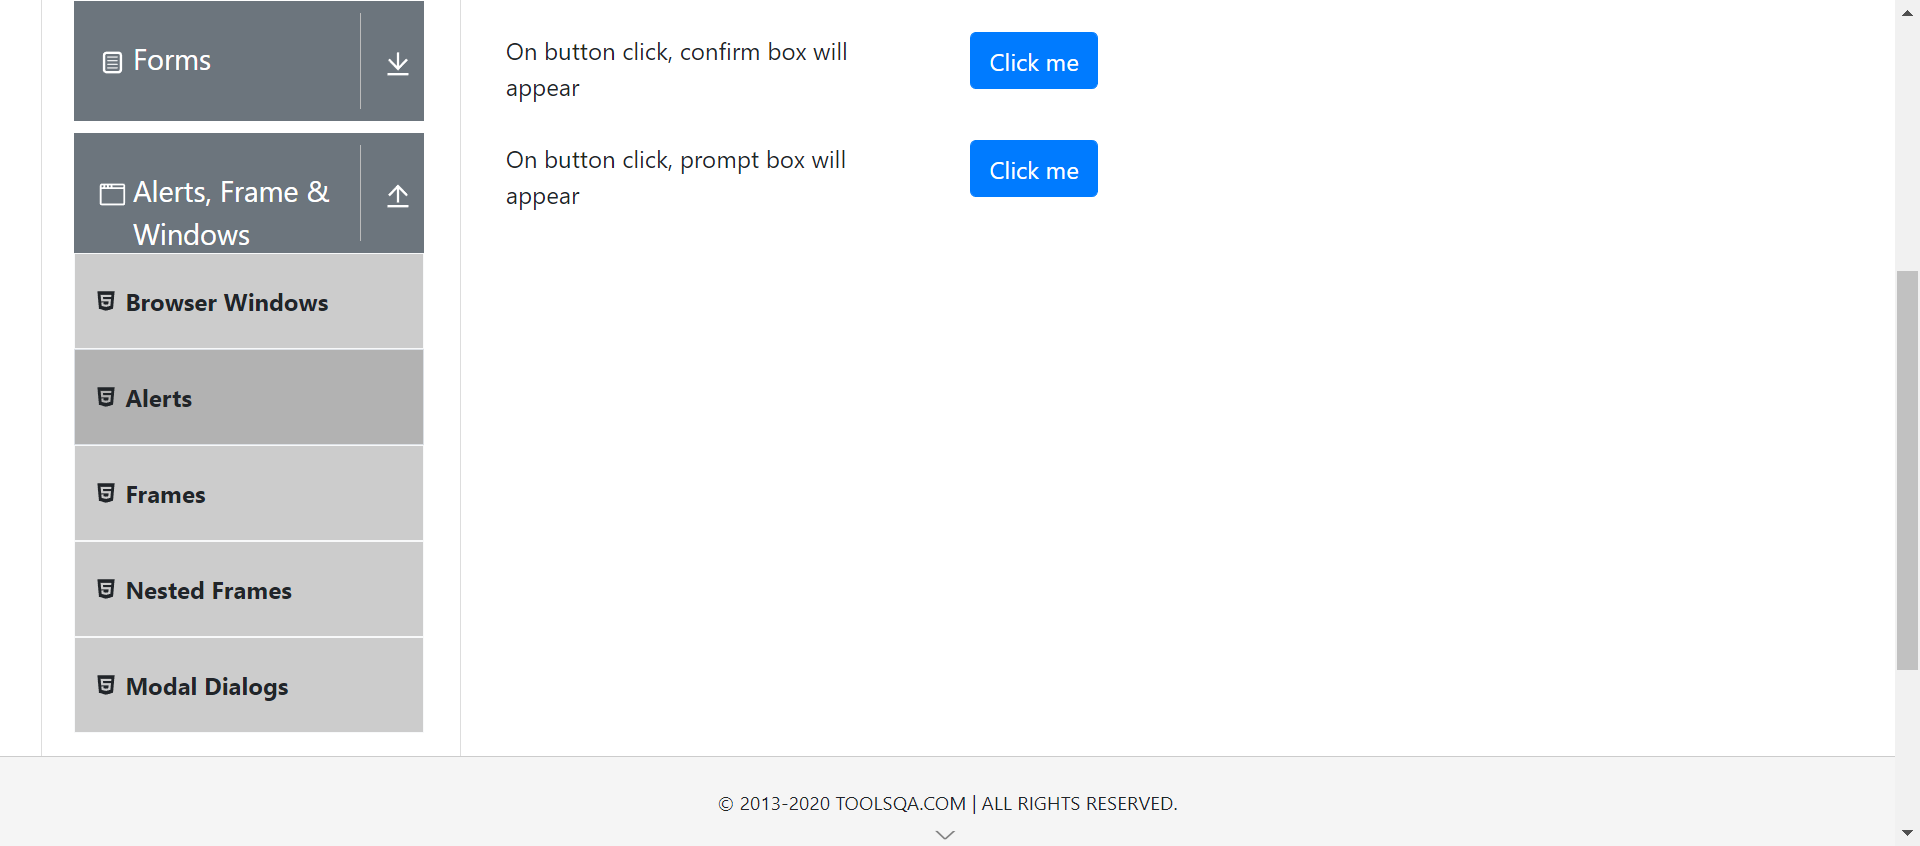 Forms
Alerts, Frame &
Windows
Browser Windows
Alerts
Frames
Nested Frames
Modal Dialogs
On button click, confirm box will
appear
Click me
On button click, prompt box will
appear
Click me
© 2013-2020 TOOLSQA.COM | ALL RIGHTS RESERVED.